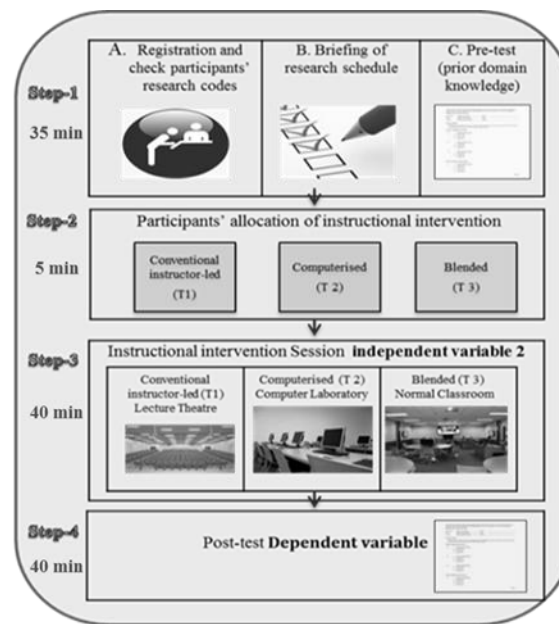 Step-1
35 min
A. Registration and
check participants'
research codes
B. Briefing of
research schedule
C. Pre-test
(prior domain
knowledge)
Step-2
5 min
Participants' allocation of instructional intervention
Conventional
instructor-led
(T1)
Computerised
(T 2)
Blended
(T 3)
Step-3
40 min
Instructional intervention Session independent variable 2
Conventional
instructor-led (T1)
Lecture Theatre
Computerised (T 2)
Computer Laboratory
Blended (T 3)
Normal Classroom
Step-4
40 min
Post-test Dependent variable